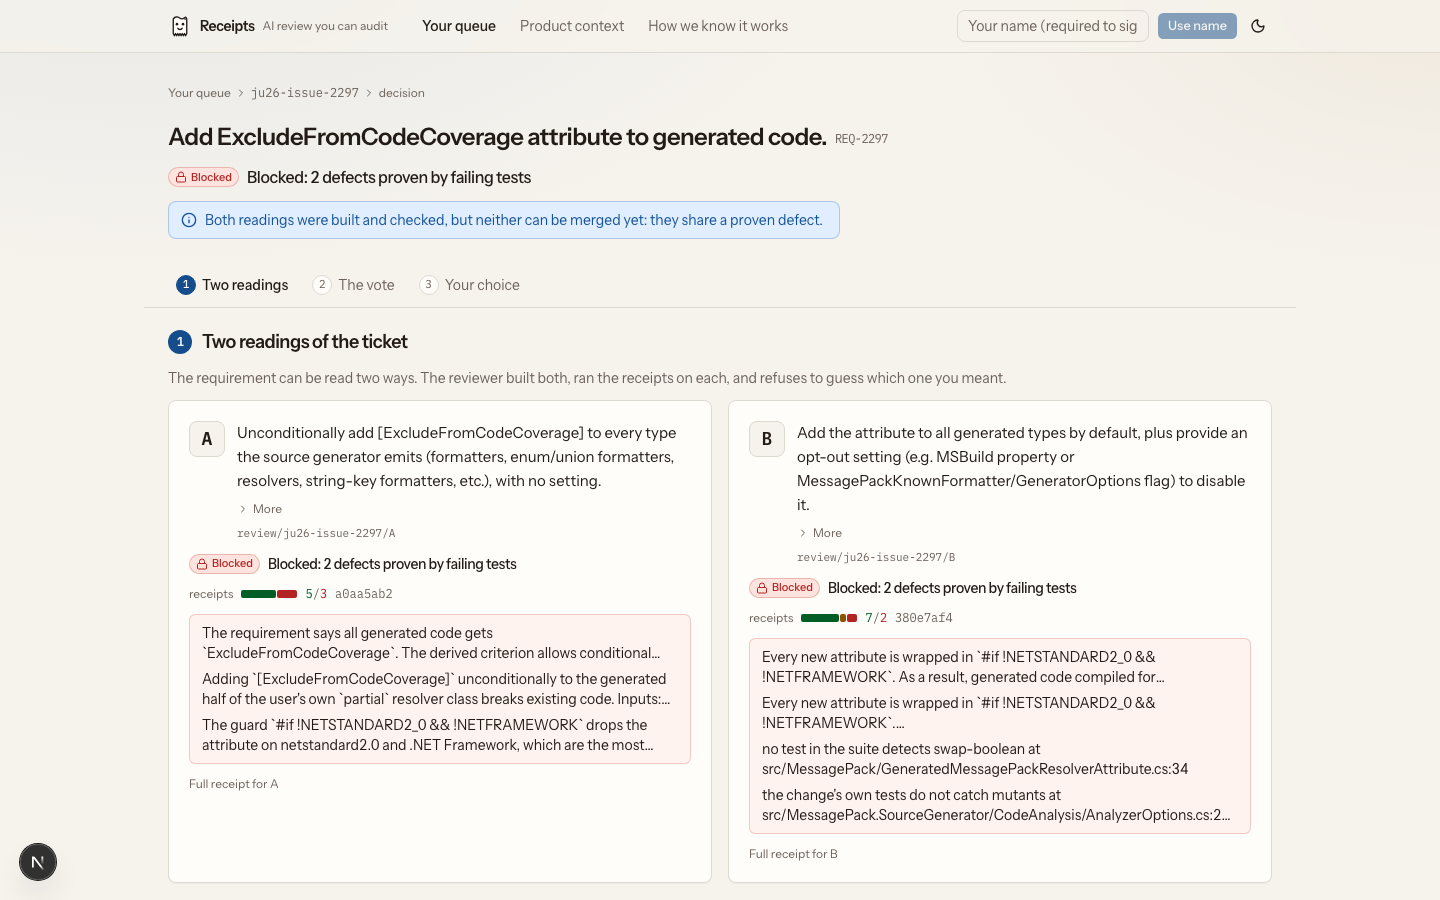 Receipts AI review you can audit Your queue Product context How we know it works Your name (required to sig Use name
Your queue > ju26-issue-2297 > decision
Add ExcludeFromCodeCoverage attribute to generated code. REQ-2297
Blocked Blocked: 2 defects proven by failing tests
Both readings were built and checked, but neither can be merged yet: they share a proven defect.
1 Two readings 2 The vote 3 Your choice
1 Two readings of the ticket
The requirement can be read two ways. The reviewer built both, ran the receipts on each, and refuses to guess which one you meant.
A
Unconditionally add [ExcludeFromCodeCoverage] to every type
the source generator emits (formatters, enum/union formatters,
resolvers, string-key formatters, etc.), with no setting.
> More
review/ju26-issue-2297/A
Blocked Blocked: 2 defects proven by failing tests
receipts 5/3 a0aa5ab2
The requirement says all generated code gets
`ExcludeFromCodeCoverage`. The derived criterion allows conditional...
Adding `[ExcludeFromCodeCoverage]` unconditionally to the generated
half of the user's own `partial` resolver class breaks existing code. Inputs:...
The guard `#if !NETSTANDARD2_0 && !NETFRAMEWORK` drops the
attribute on netstandard2.0 and .NET Framework, which are the most...
Full receipt for A
B
Add the attribute to all generated types by default, plus provide an
opt-out setting (e.g. MSBuild property or
MessagePackKnownFormatter/GeneratorOptions flag) to disable
it.
> More
review/ju26-issue-2297/B
Blocked Blocked: 2 defects proven by failing tests
receipts 7/2 380e7af4
Every new attribute is wrapped in `#if !NETSTANDARD2_0 &&
!NETFRAMEWORK`. As a result, generated code compiled for...
Every new attribute is wrapped in `#if !NETSTANDARD2_0 &&
!NETFRAMEWORK`....
no test in the suite detects swap-boolean at
src/MessagePack/GeneratedMessagePackResolverAttribute.cs:34
the change's own tests do not catch mutants at
src/MessagePack.SourceGenerator/CodeAnalysis/AnalyzerOptions.cs:2...
Full receipt for B
N